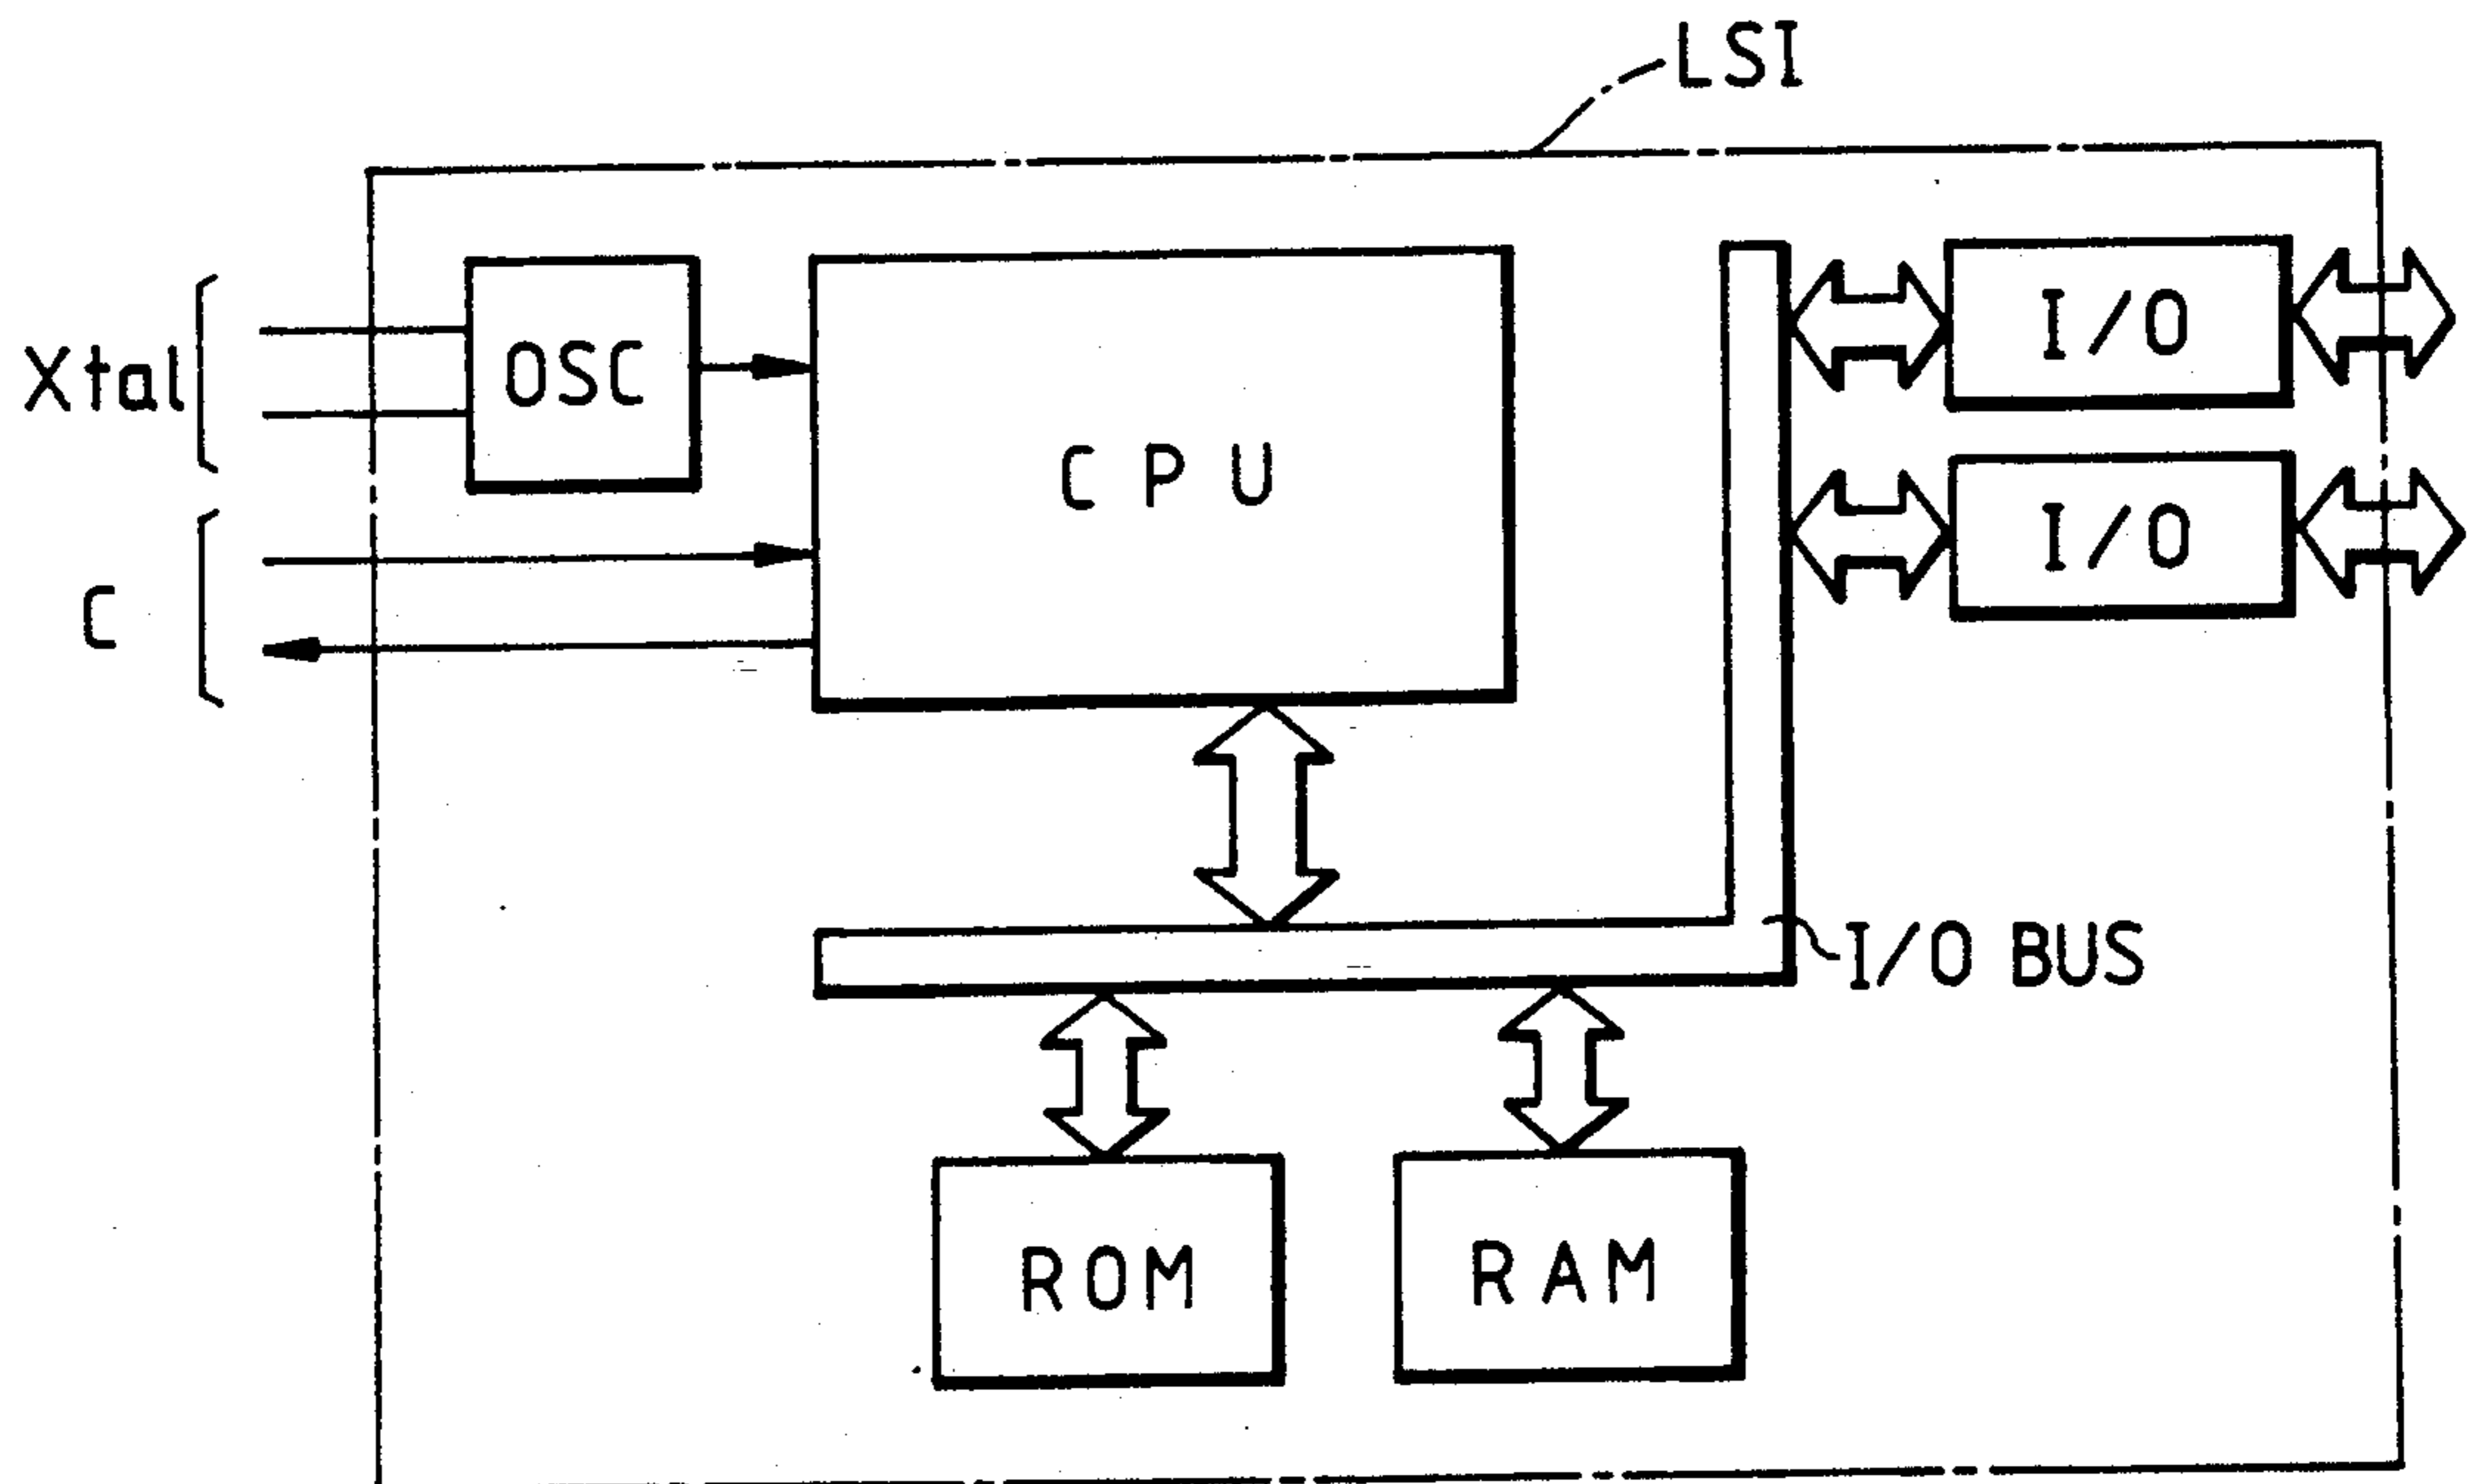 LSI
Xtal
OSC
CPU
I/O
I/O
C
I/O BUS
ROM
RAM